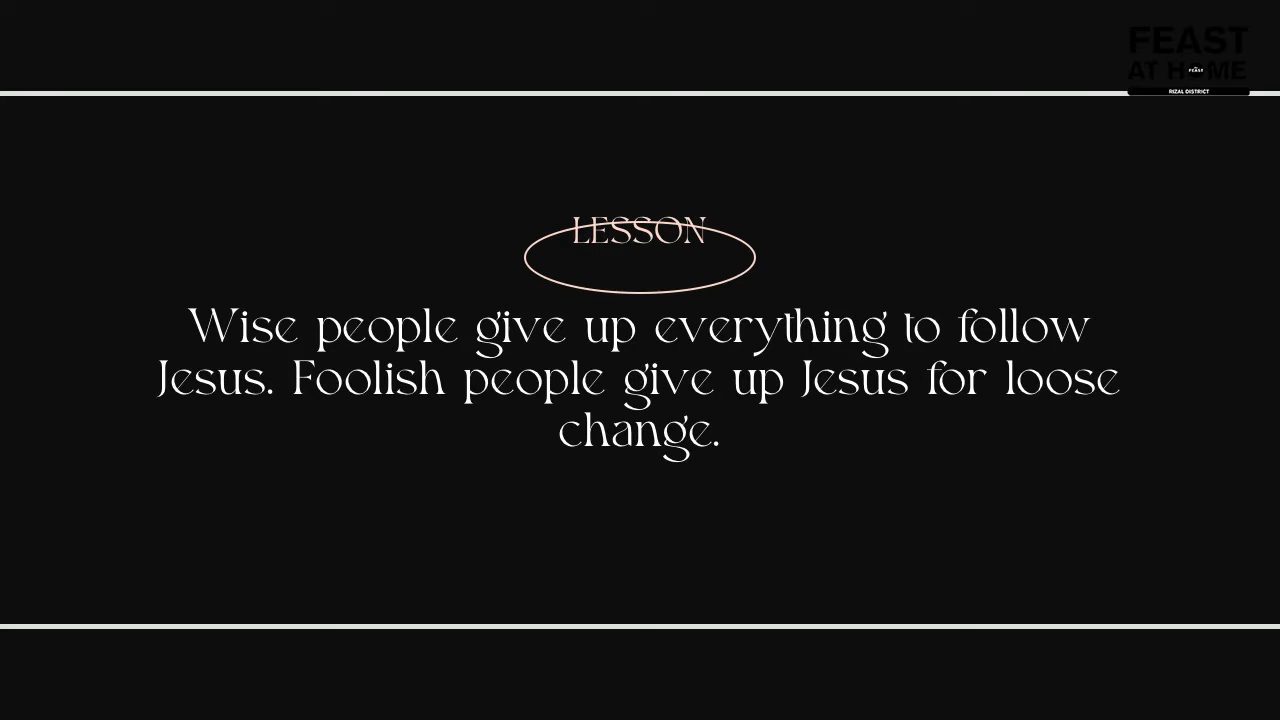 FEAST
AT HOME
FEAST
RIZAL DISTRICT
LESSON
Wise people give up everything to follow
Jesus. Foolish people give up Jesus for loose
change.